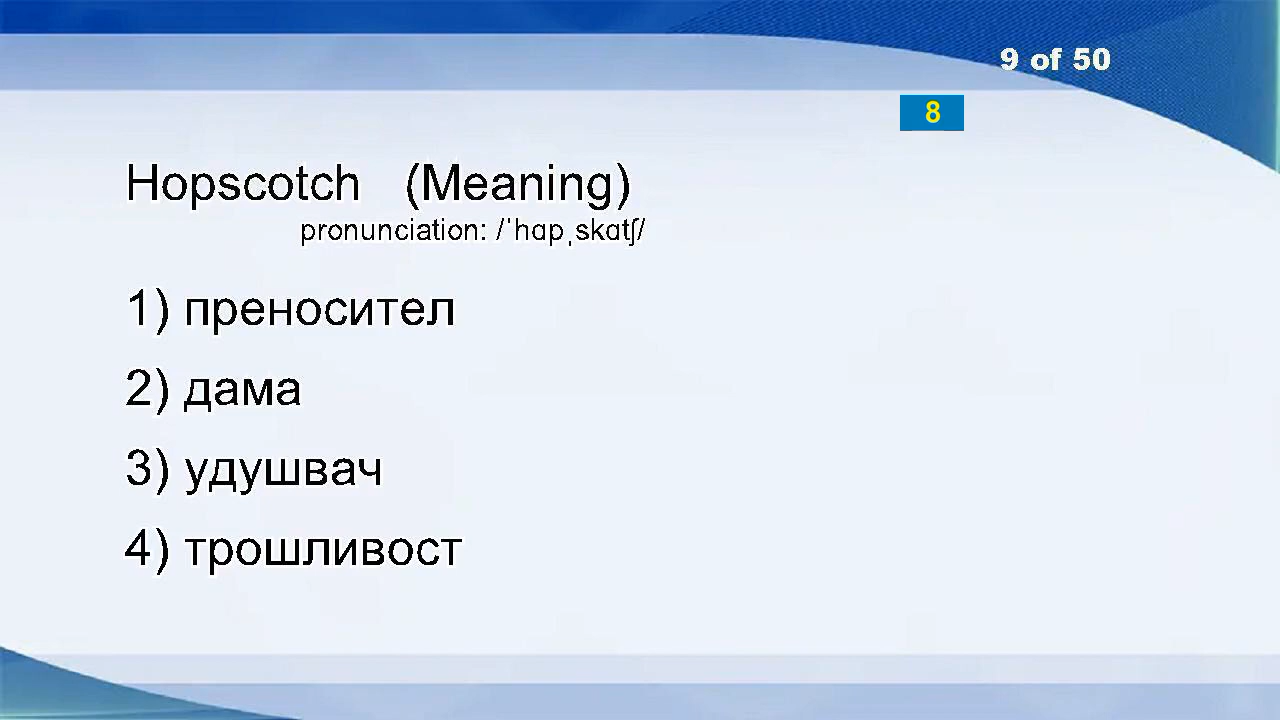 9 of 50
8
Hopscotch (Meaning)
pronunciation: /ˈhɑpˌskɑtʃ/
1) преносител
2) дама
3) удушвач
4) трошливост